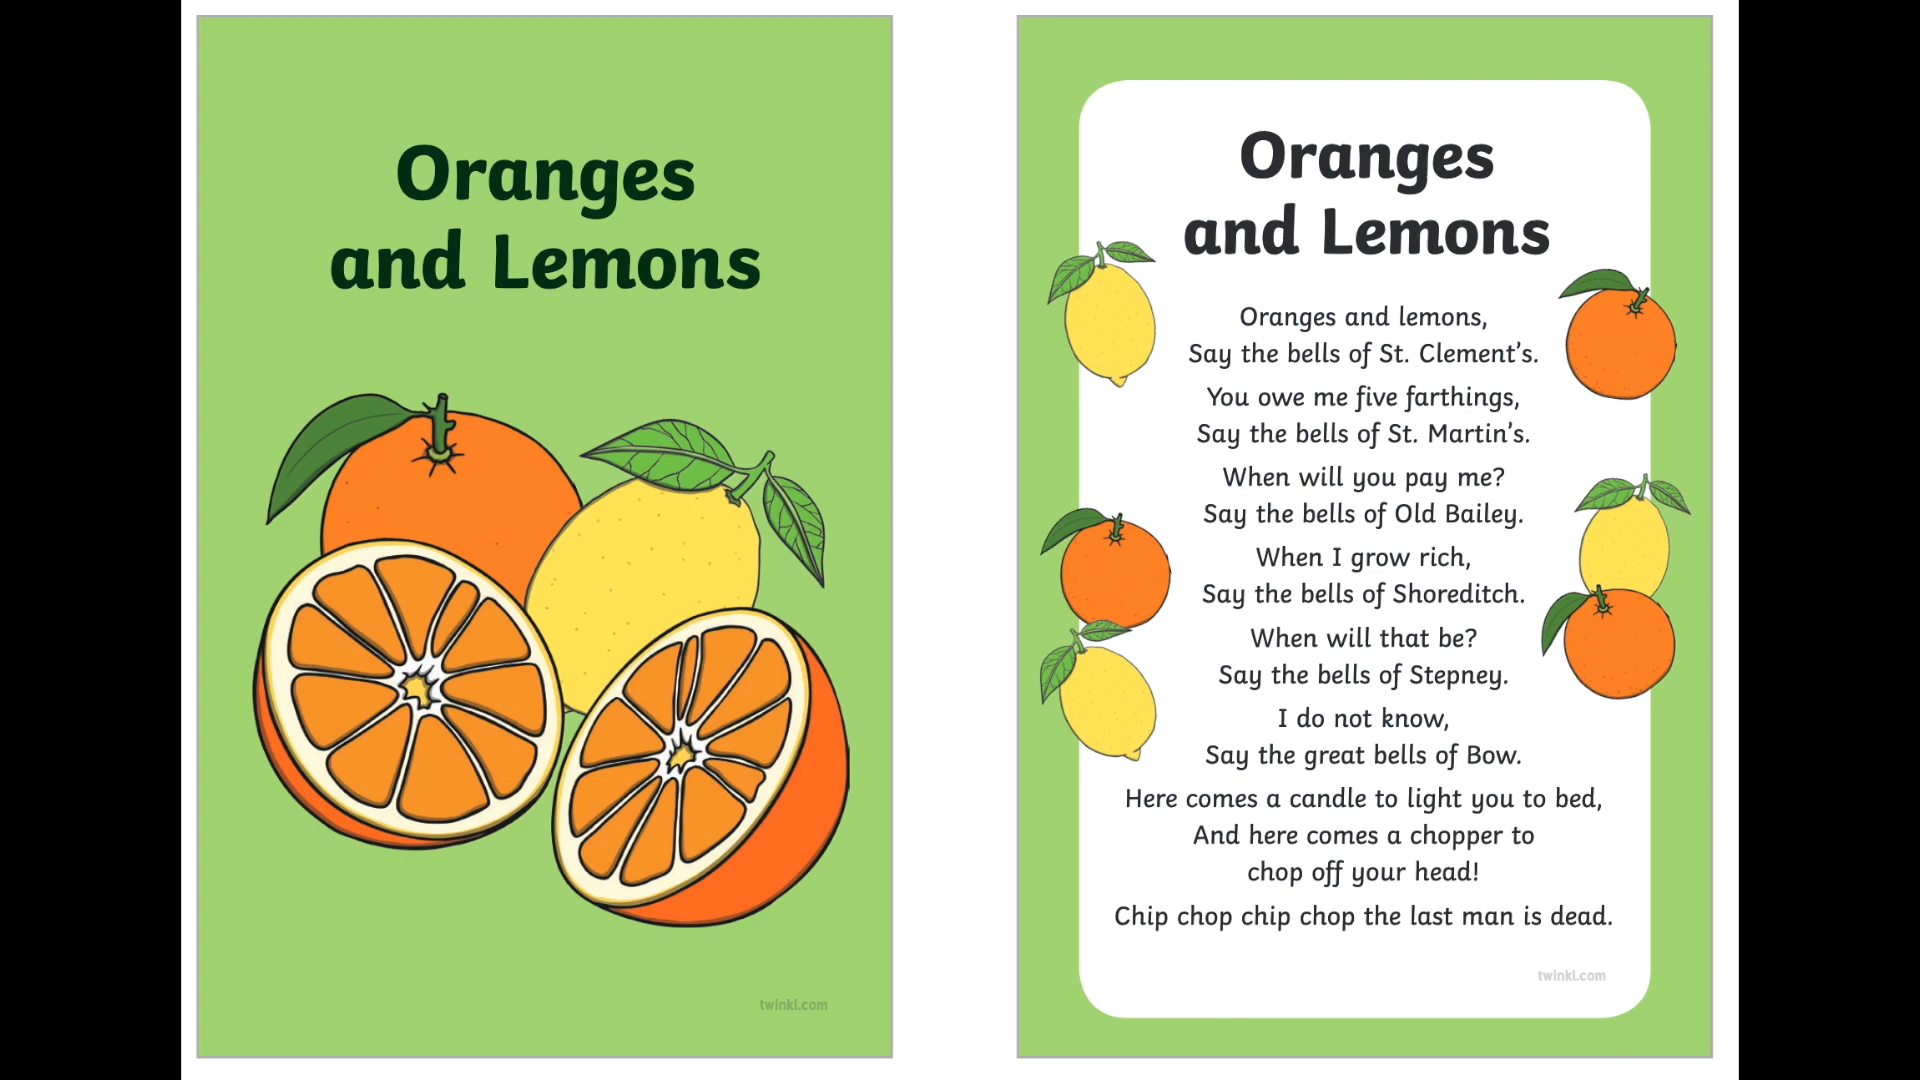 Oranges
and Lemons
twinkl.com
Oranges
and Lemons
Oranges and lemons,
Say the bells of St. Clement's.
You owe me five farthings,
Say the bells of St. Martin's.
When will you pay me?
Say the bells of Old Bailey.
When I grow rich,
Say the bells of Shoreditch.
When will that be?
Say the bells of Stepney.
I do not know,
Say the great bells of Bow.
Here comes a candle to light you to bed,
And here comes a chopper to
chop off your head!
Chip chop chip chop the last man is dead.
twinkl.com